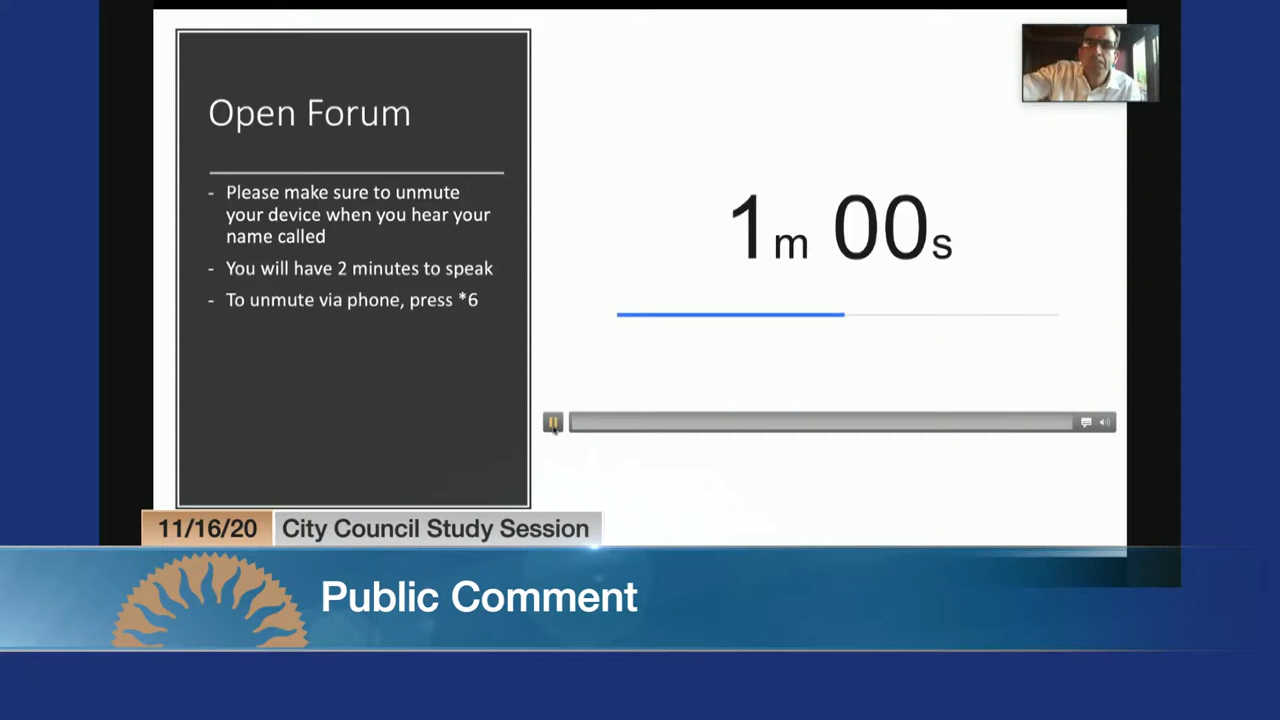 Open Forum
- Please make sure to unmute
your device when you hear your
name called
- You will have 2 minutes to speak
- To unmute via phone, press *6
1m 00s
11/16/20 City Council Study Session
Public Comment